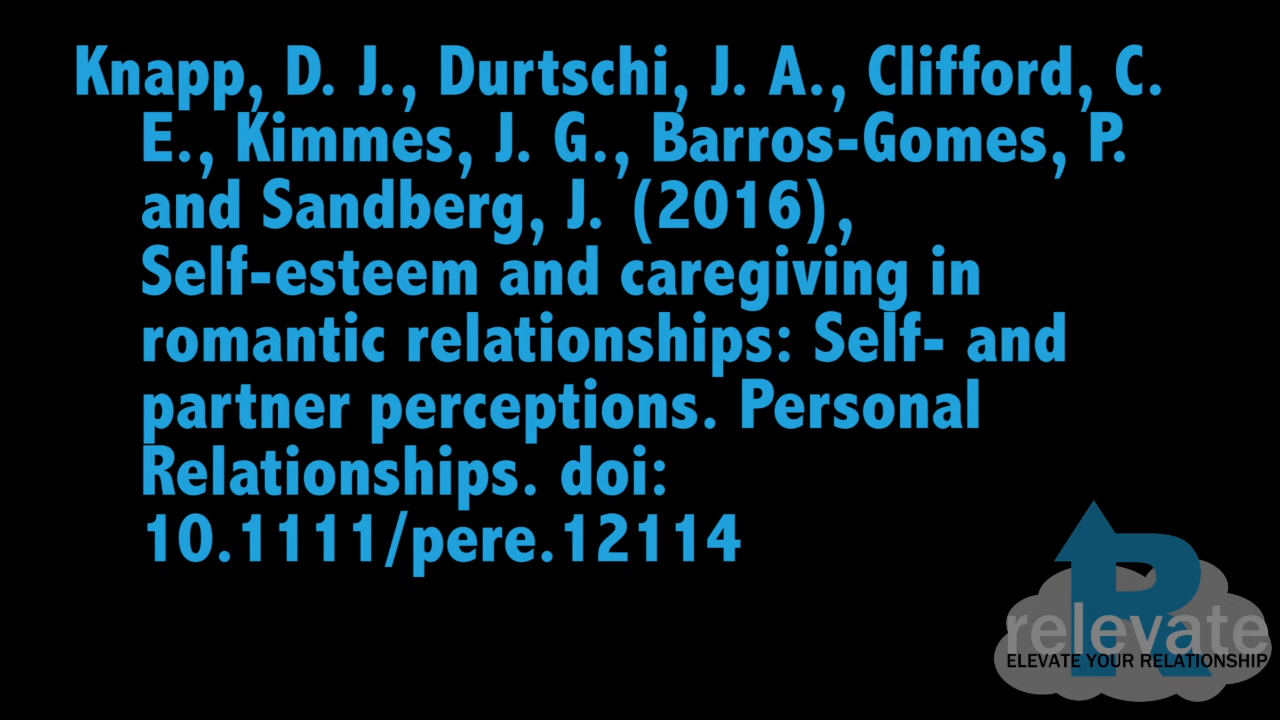 Knapp, D. J., Durtschi, J. A., Clifford, C.
E., Kimmes, J. G., Barros-Gomes, P.
and Sandberg, J. (2016),
Self-esteem and caregiving in
romantic relationships: Self- and
partner perceptions. Personal
Relationships. doi:
10.1111/pere.12114
R
relevate
ELEVATE YOUR RELATIONSHIP